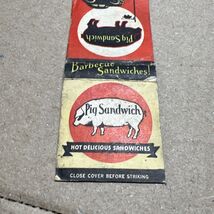 Pig Sandwich
Barbecue
Sandwiches!
Pig Sandwich
HOT DELICIOUS SANDWICHES
CLOSE COVER BEFORE STRIKING